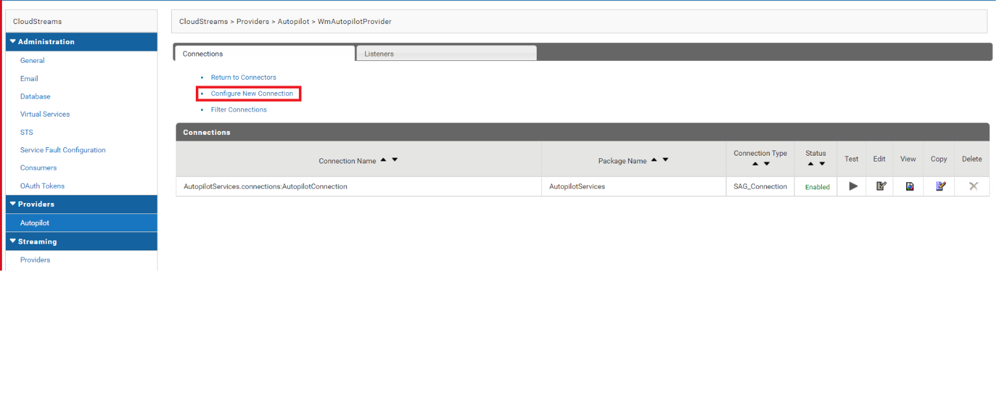 CloudStreams
Administration
General
Email
Database
Virtual Services
STS
Service Fault Configuration
Consumers
OAuth Tokens
Providers
Autopilot
Streaming
Providers
CloudStreams > Providers > Autopilot > WmAutopilotProvider
Connections Listeners
Return to Connectors
Configure New Connection
Filter Connections
Connections
Connection Name Package Name Connection Type Status Test Edit View Copy Delete
AutopilotServices.connections:AutopilotConnection AutopilotServices SAG_Connection Enabled